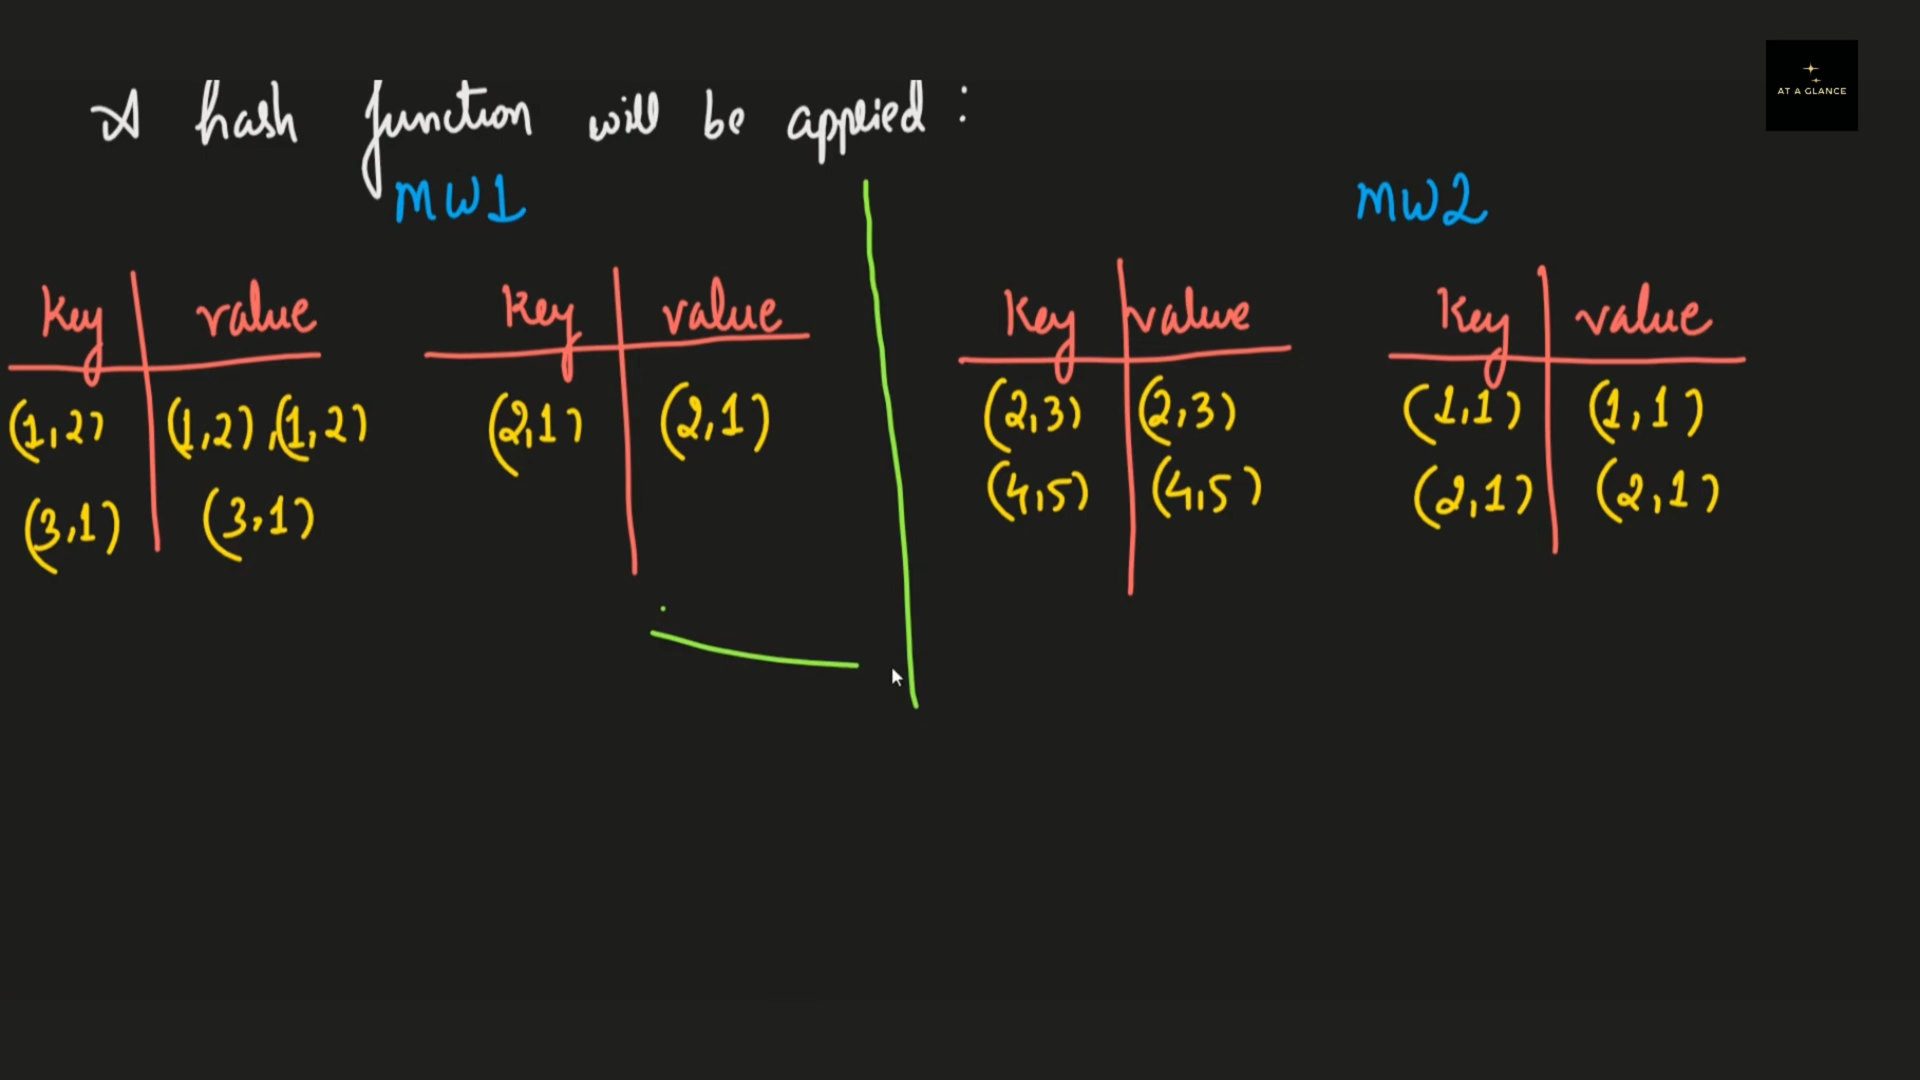 A hash function will be applied :
AT A GLANCE
MW1 MW2
Key value Key value Key value Key value
(1,2) (1,2),(1,2) (2,1) (2,1) (2,3) (2,3) (1,1) (1,1)
(3,1) (3,1) (4,5) (4,5) (2,1) (2,1)